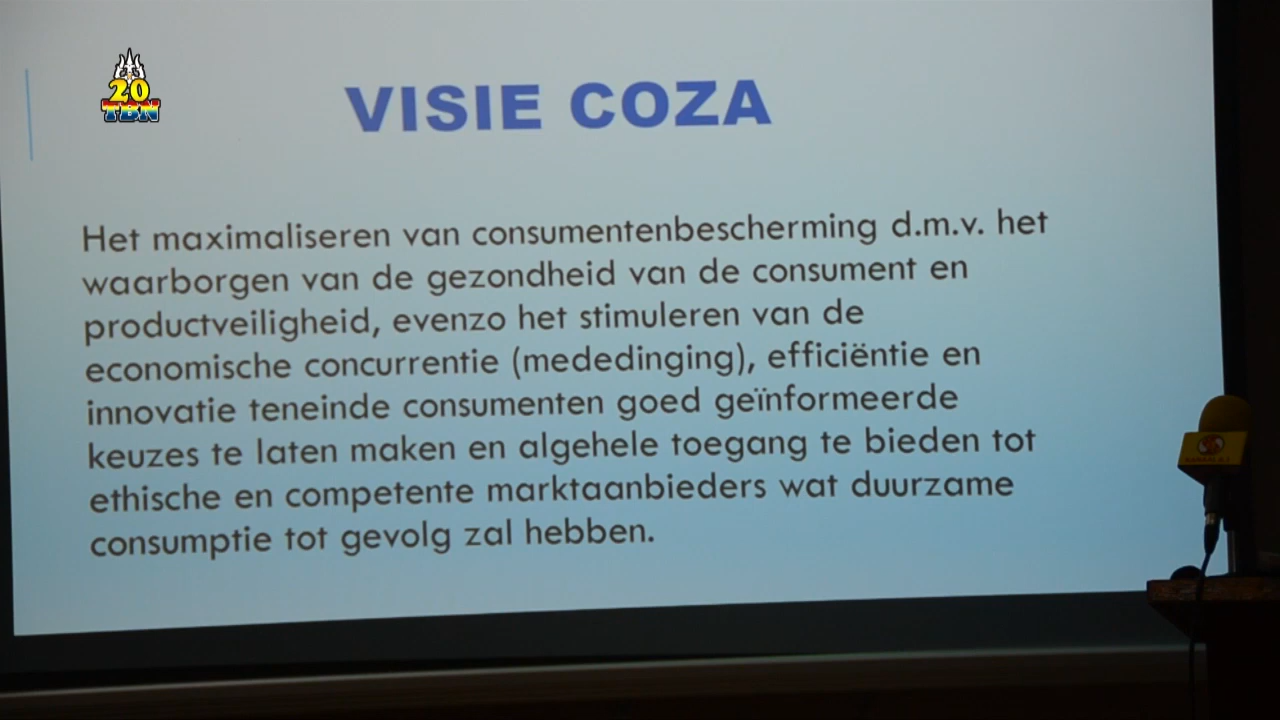 20
TBN
VISIE COZA
Het maximaliseren van consumentenbescherming d.m.v. het
waarborgen van de gezondheid van de consument en
productveiligheid, evenzo het stimuleren van de
economische concurrentie (mededinging), efficiëntie en
innovatie teneinde consumenten goed geïnformeerde
keuzes te laten maken en algehele toegang te bieden tot
ethische en competente marktaanbieders wat duurzame
consumptie tot gevolg zal hebben.